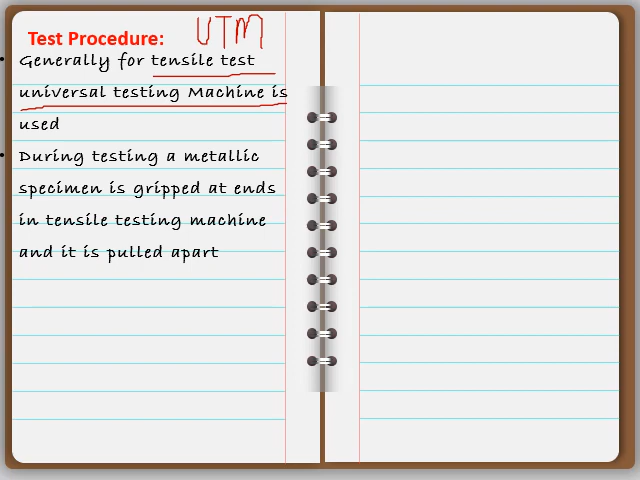 Test Procedure: UTM
• Generally for tensile test
universal testing Machine is
used
• During testing a metallic
specimen is gripped at ends
in tensile testing machine
and it is pulled apart